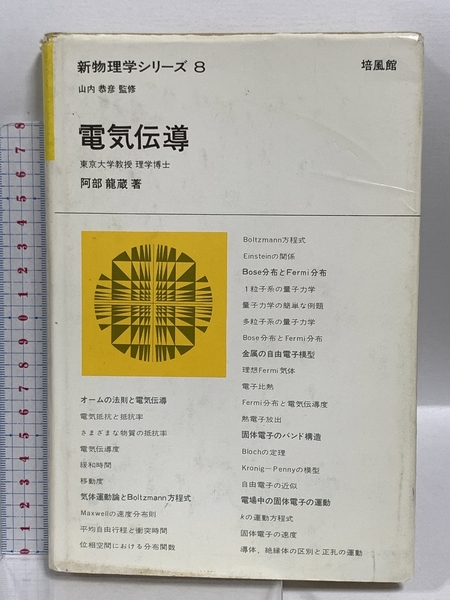 新物理学シリーズ 8
培風館
山内 恭彦 監修
電気伝導
東京大学教授 理学博士
阿部 龍蔵 著
オームの法則と電気伝導
電気抵抗と抵抗率
さまざまな物質の抵抗率
電気伝導度
緩和時間
移動度
気体運動論とBoltzmann方程式
Maxwellの速度分布則
平均自由行程と衝突時間
位相空間における分布関数
Boltzmann方程式
Einsteinの関係
Bose分布とFermi分布
1粒子系の量子力学
量子力学の簡単な例題
多粒子系の量子力学
Bose分布とFermi分布
金属の自由電子模型
理想Fermi気体
電子比熱
Fermi分布と電気伝導度
熱電子放出
固体電子のバンド構造
Blochの定理
Kronig-Pennyの模型
自由電子の近似
電場中の固体電子の運動
kの運動方程式
固体電子の速度
導体，絶縁体の区別と正孔の運動
1 2 3 4 5 6 7 8